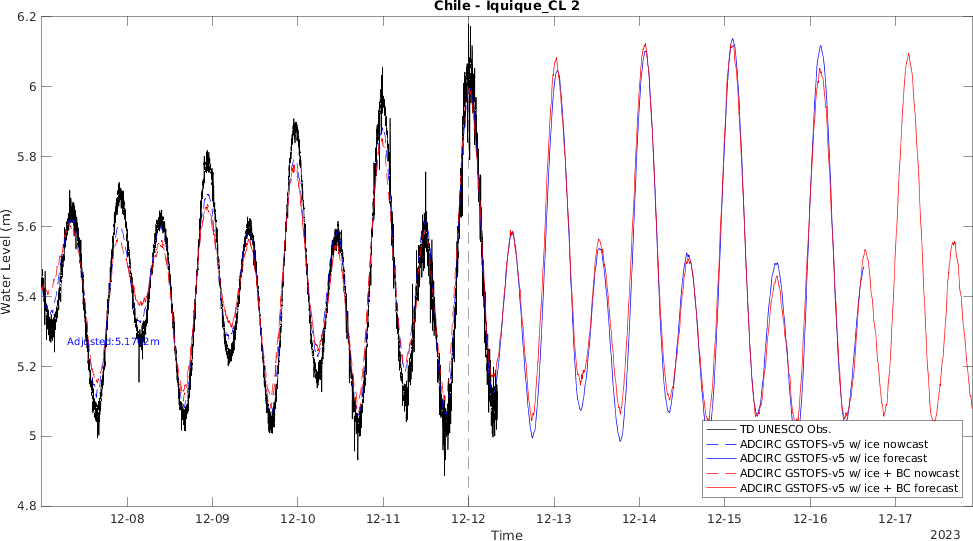 Chile - Iquique_CL 2
6.2
6
5.8
5.6
5.4
5.2
5
4.8
Water Level (m)
12-08
12-09
12-10
12-11
12-12
12-13
12-14
12-15
12-16
12-17
Time
2023
TD UNESCO Obs.
ADCIRC GSTOFS-v5 w/ ice nowcast
ADCIRC GSTOFS-v5 w/ ice forecast
ADCIRC GSTOFS-v5 w/ ice + BC nowcast
ADCIRC GSTOFS-v5 w/ ice + BC forecast